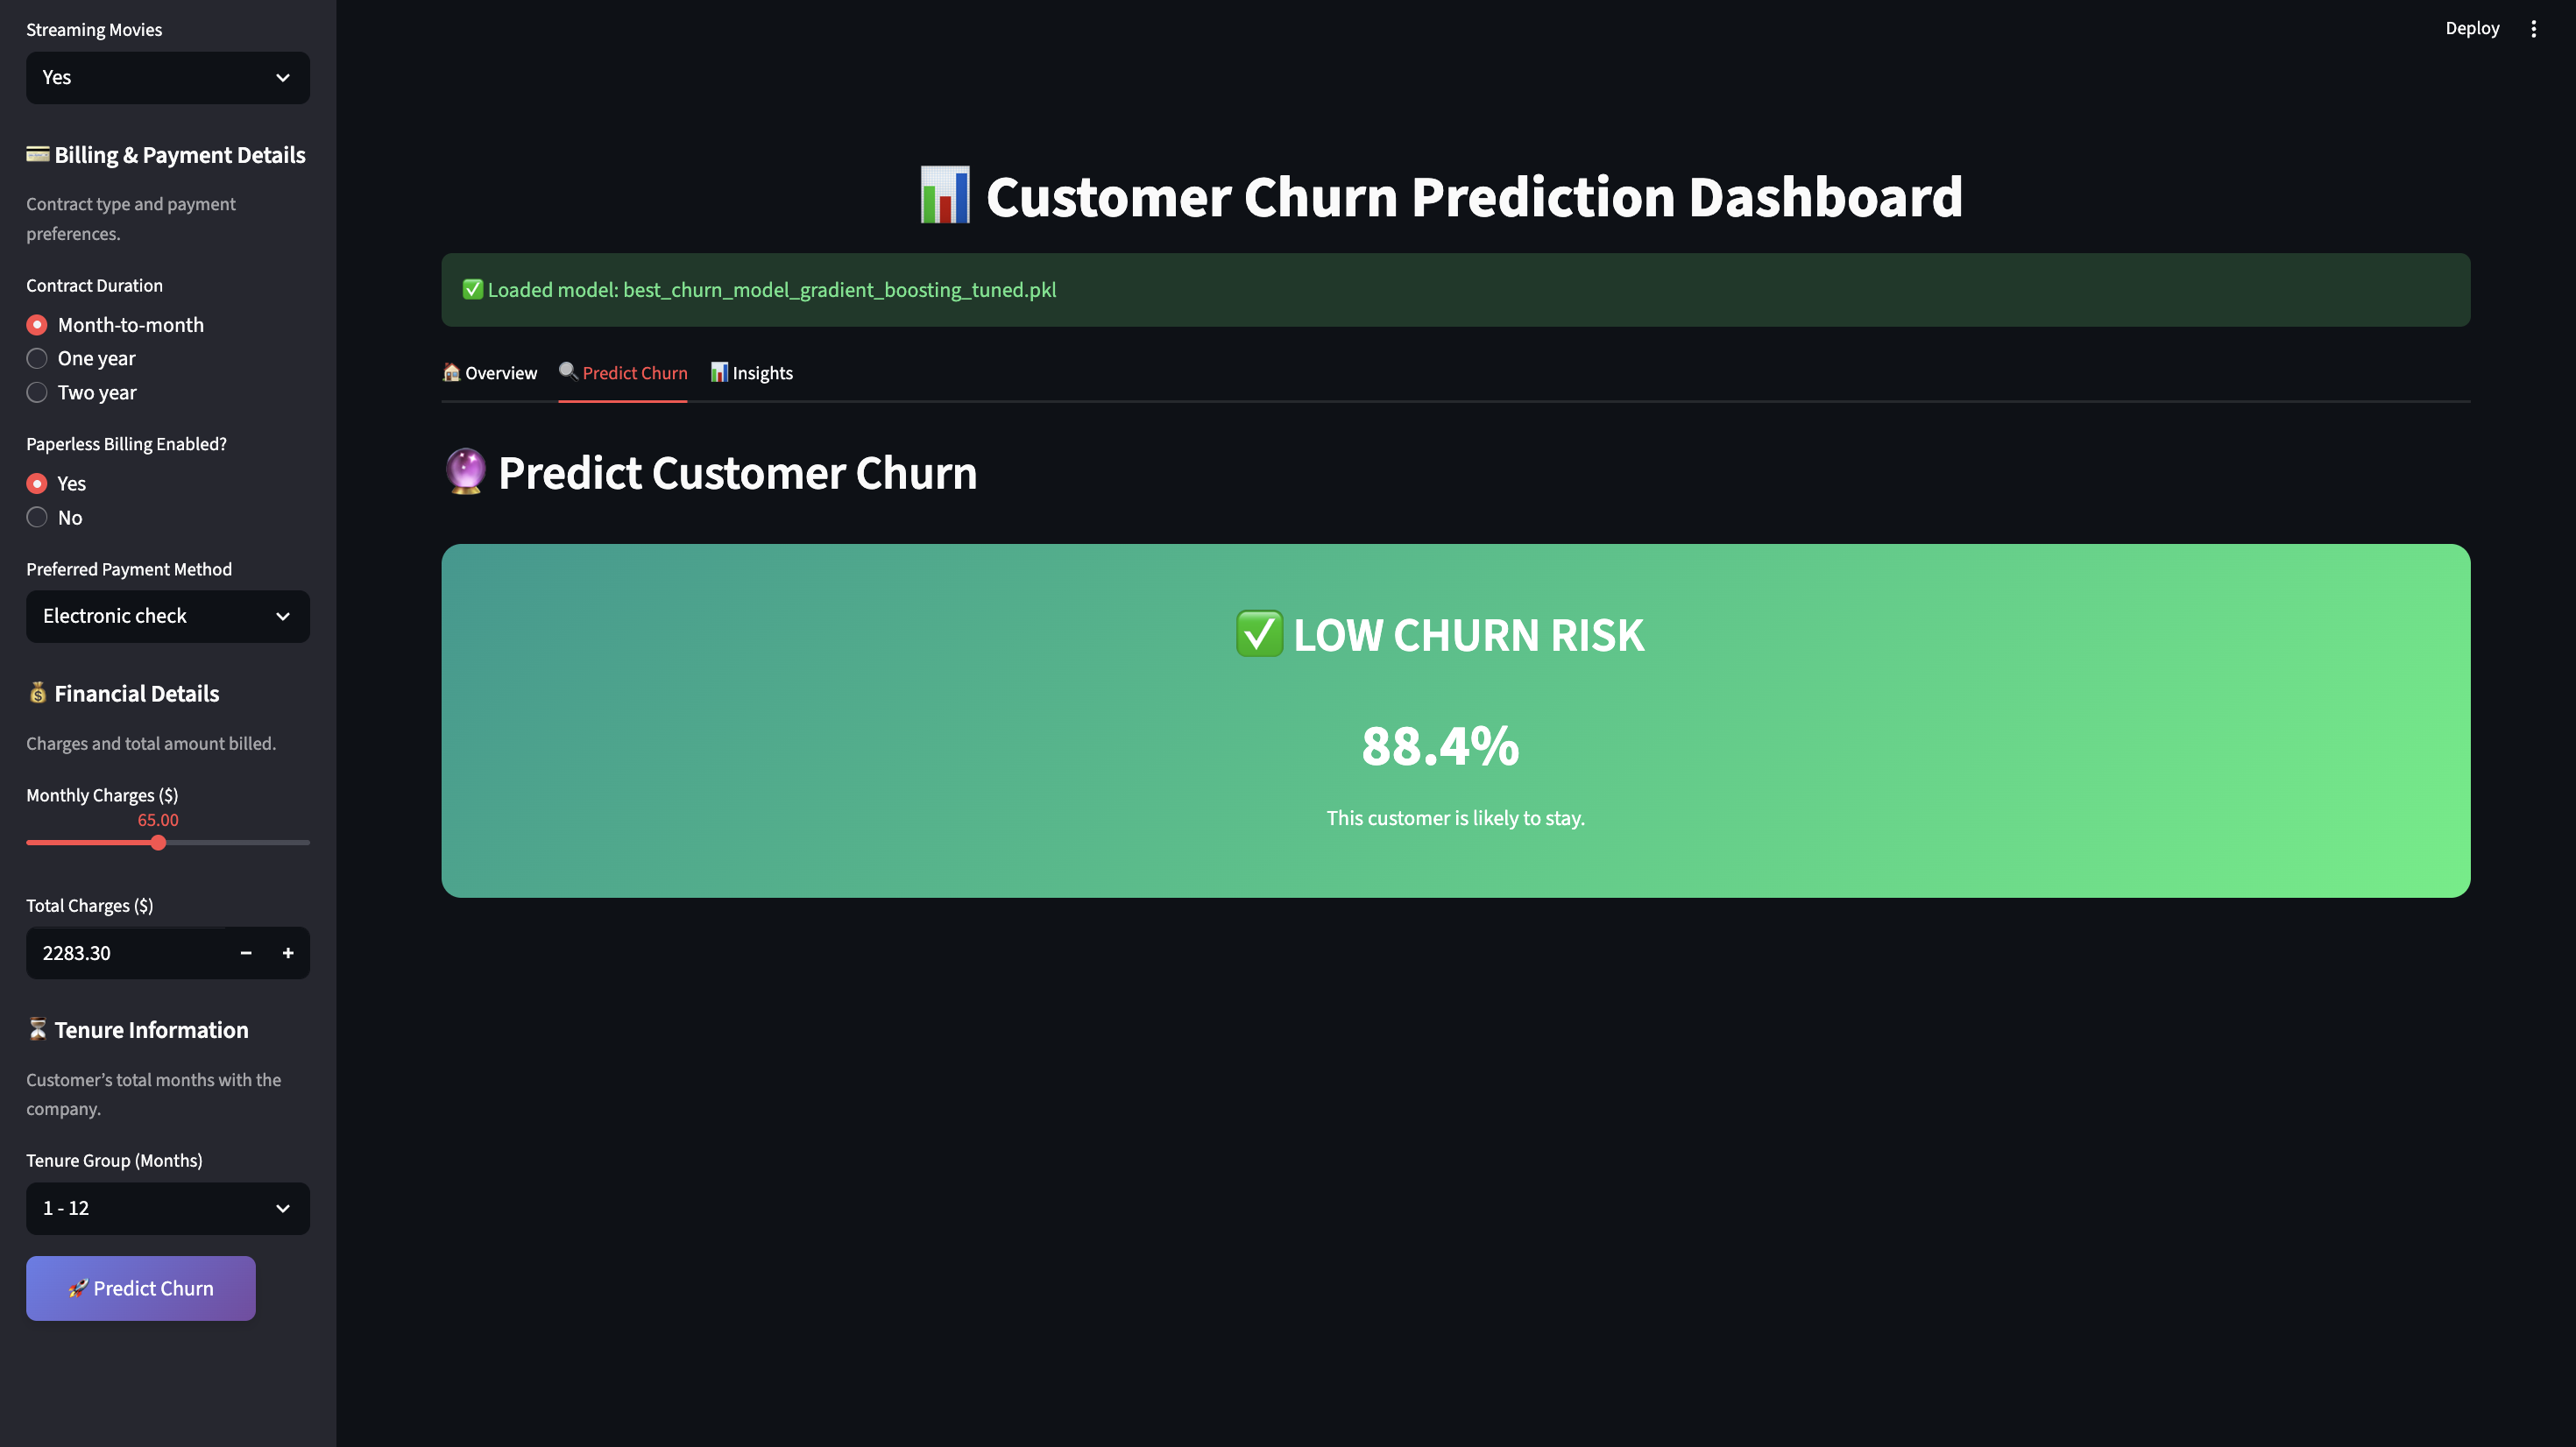 Streaming Movies
Yes
💳 Billing & Payment Details
Contract type and payment
preferences.
Contract Duration
Month-to-month
One year
Two year
Paperless Billing Enabled?
Yes
No
Preferred Payment Method
Electronic check
💰 Financial Details
Charges and total amount billed.
Monthly Charges ($)
65.00
Total Charges ($)
2283.30
⏳ Tenure Information
Customer’s total months with the
company.
Tenure Group (Months)
1 - 12
🚀 Predict Churn
Deploy
📊 Customer Churn Prediction Dashboard
✅ Loaded model: best_churn_model_gradient_boosting_tuned.pkl
🏠 Overview 🔍 Predict Churn 📊 Insights
🔮 Predict Customer Churn
✅ LOW CHURN RISK
88.4%
This customer is likely to stay.